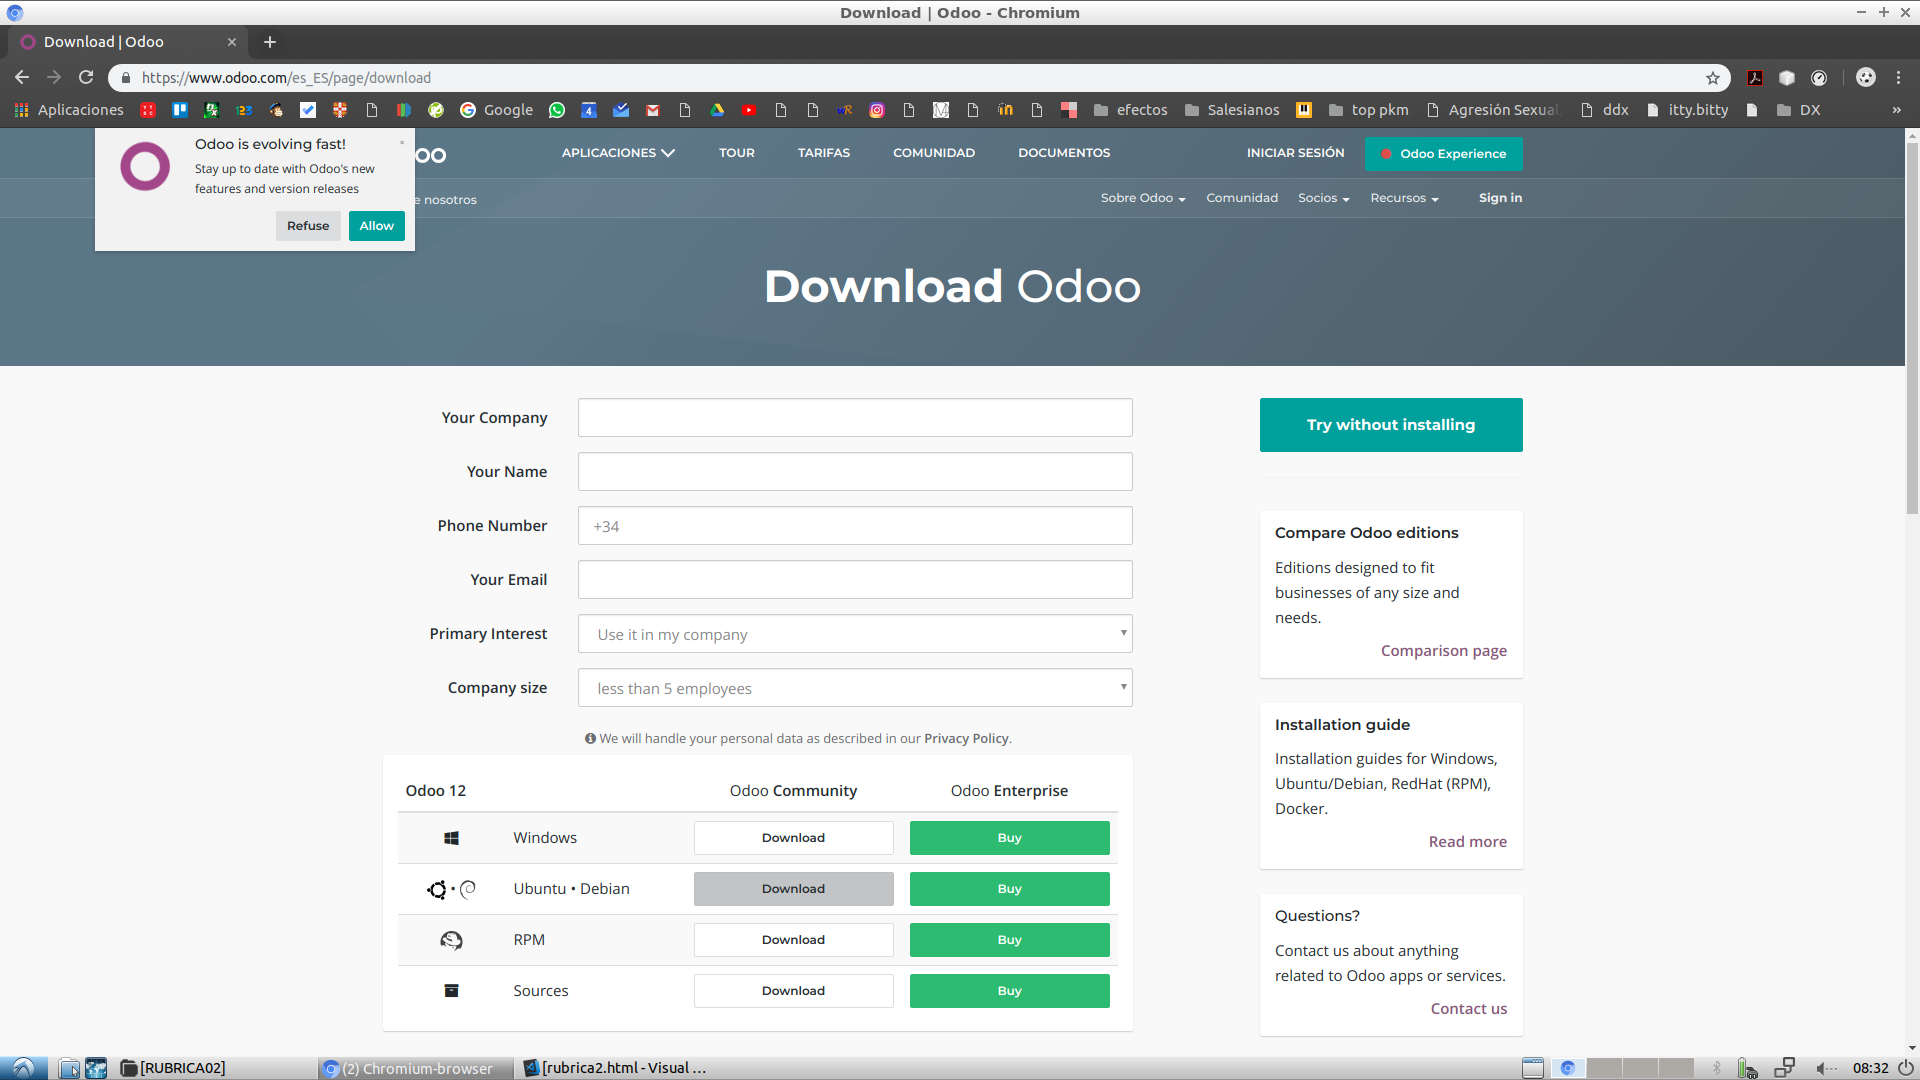 Download | Odoo - Chromium
Download | Odoo
https://www.odoo.com/es_ES/page/download
Aplicaciones
Google
efectos
Salesianos
top pkm
Agresión Sexual
ddx
itty.bitty
DX
»
Odoo is evolving fast!
Stay up to date with Odoo's new
features and version releases
Refuse
Allow
oo
APLICACIONES
TOUR
TARIFAS
COMUNIDAD
DOCUMENTOS
INICIAR SESIÓN
Odoo Experience
e nosotros
Sobre Odoo
Comunidad
Socios
Recursos
Sign in
Download Odoo
Your Company
Your Name
Phone Number
+34
Your Email
Primary Interest
Use it in my company
Company size
less than 5 employees
We will handle your personal data as described in our Privacy Policy.
Odoo 12
Odoo Community
Odoo Enterprise
Windows
Download
Buy
Ubuntu • Debian
Download
Buy
RPM
Download
Buy
Sources
Download
Buy
Try without installing
Compare Odoo editions
Editions designed to fit
businesses of any size and
needs.
Comparison page
Installation guide
Installation guides for Windows,
Ubuntu/Debian, RedHat (RPM),
Docker.
Read more
Questions?
Contact us about anything
related to Odoo apps or services.
Contact us
[RUBRICA02]
(2) Chromium-browser
[rubrica2.html - Visual ...
08:32